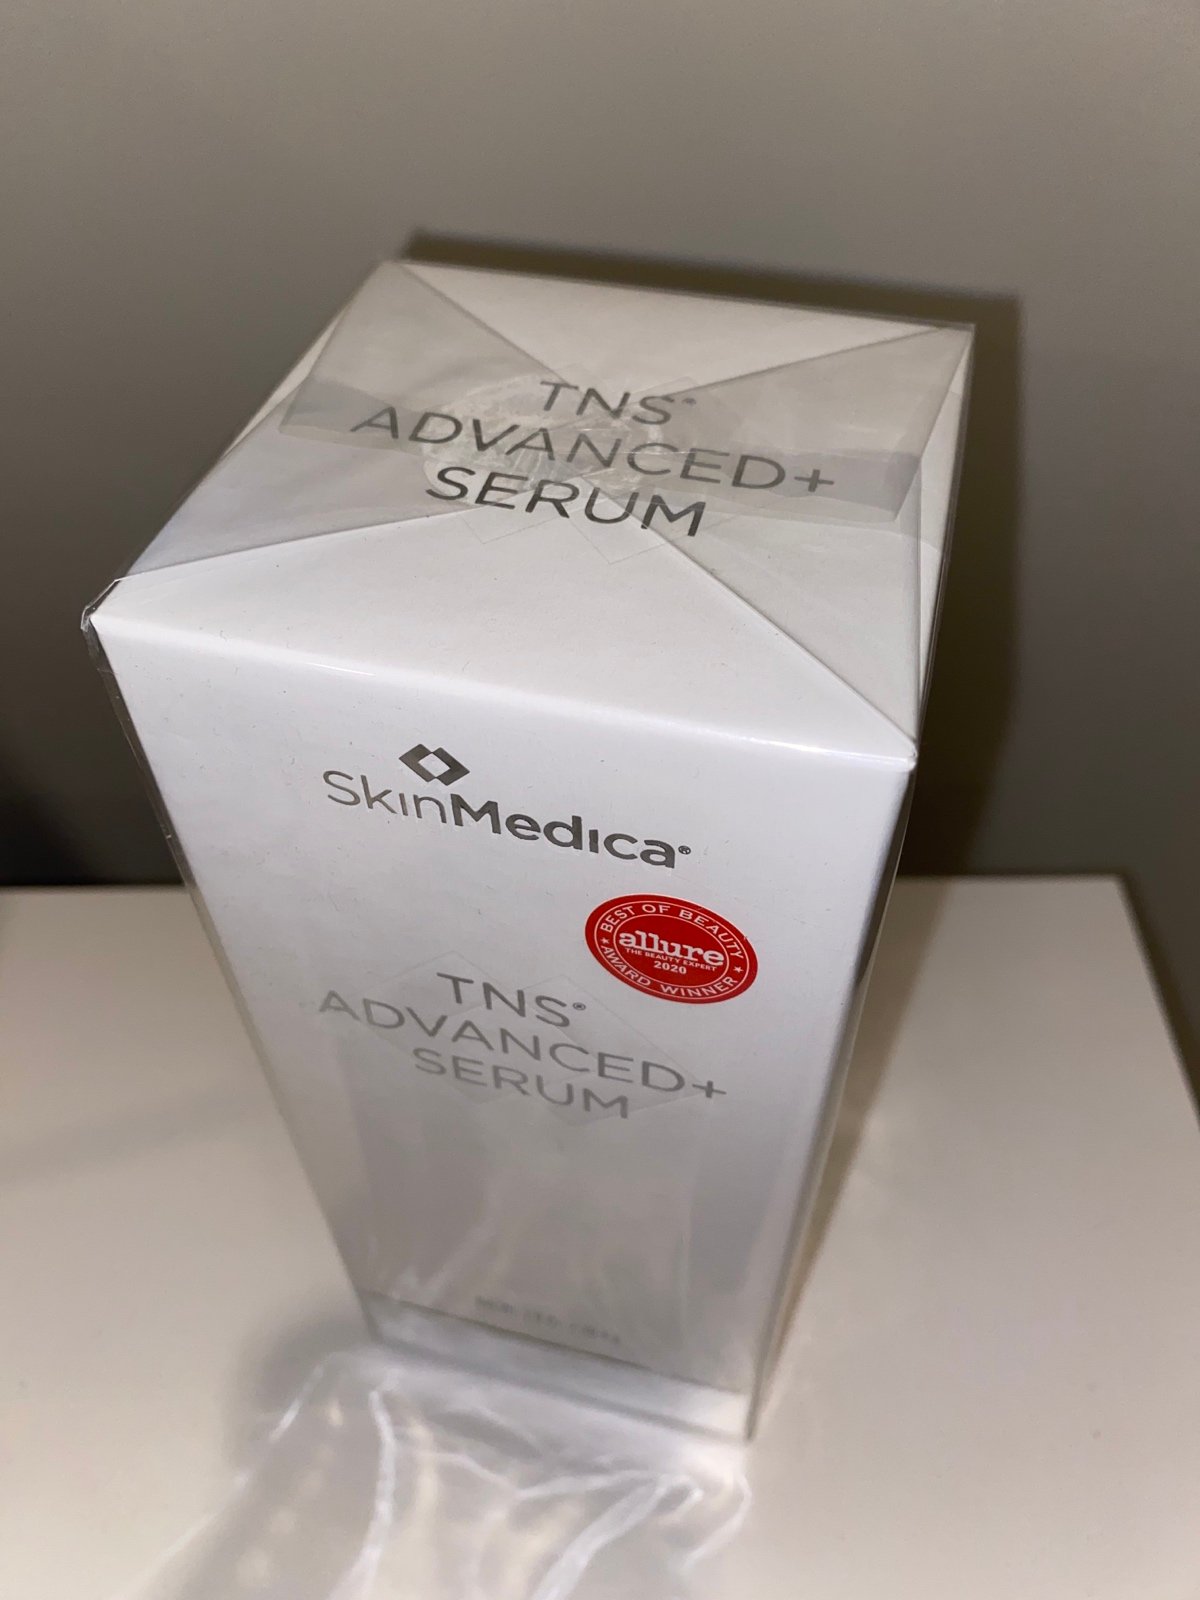 TNS®
ADVANCED+
SERUM
SkinMedica®
BEST OF BEAUTY
allure
THE BEAUTY EXPERT
2020
AWARD WINNER
TNS®
ADVANCED+
SERUM